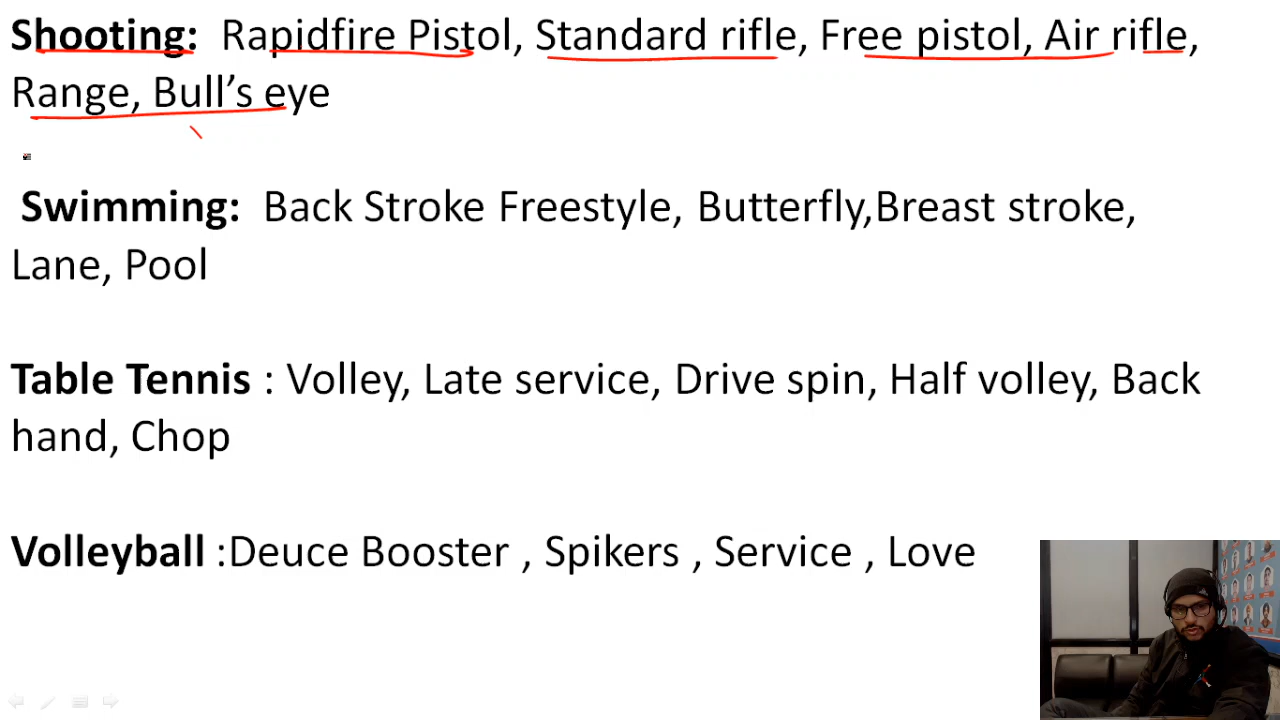 Shooting: Rapidfire Pistol, Standard rifle, Free pistol, Air rifle,
Range, Bull’s eye
Swimming: Back Stroke Freestyle, Butterfly,Breast stroke,
Lane, Pool
Table Tennis : Volley, Late service, Drive spin, Half volley, Back
hand, Chop
Volleyball :Deuce Booster , Spikers , Service , Love